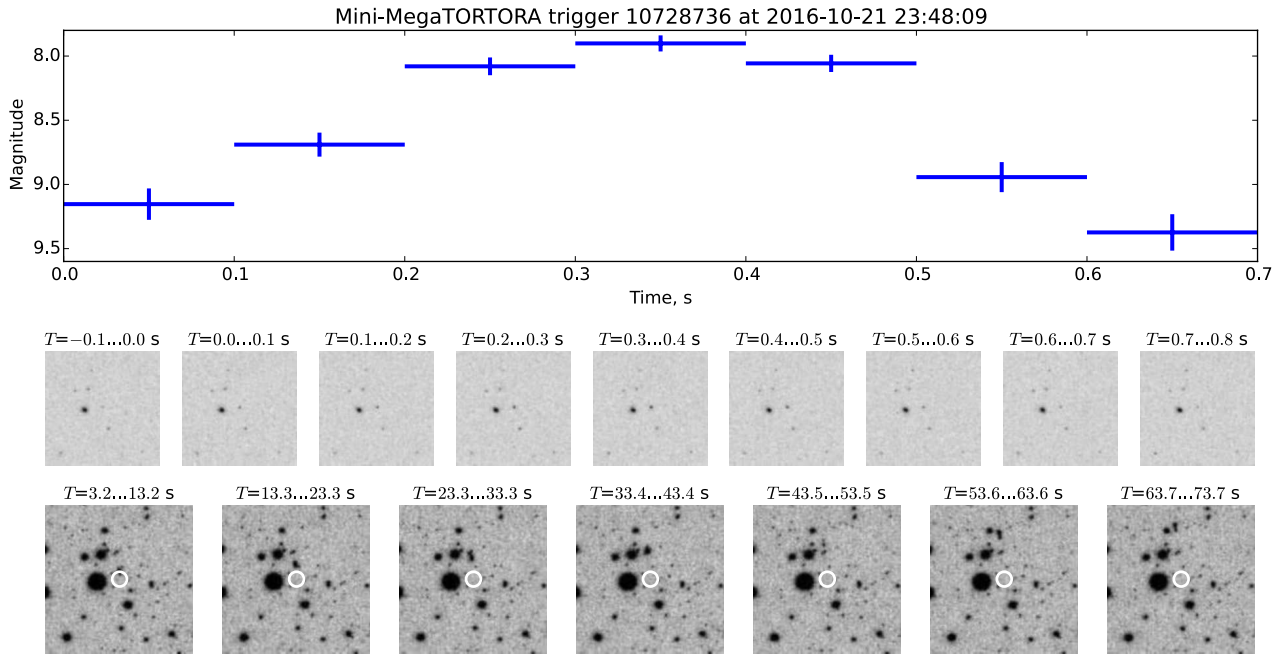 Mini-MegaTORTORA trigger 10728736 at 2016-10-21 23:48:09
8.0
8.5
9.0
9.5
Magnitude
0.0 0.1 0.2 0.3 0.4 0.5 0.6 0.7
Time, s
T=−0.1...0.0 s T=0.0...0.1 s T=0.1...0.2 s T=0.2...0.3 s T=0.3...0.4 s T=0.4...0.5 s T=0.5...0.6 s T=0.6...0.7 s T=0.7...0.8 s
T=3.2...13.2 s T=13.3...23.3 s T=23.3...33.3 s T=33.4...43.4 s T=43.5...53.5 s T=53.6...63.6 s T=63.7...73.7 s